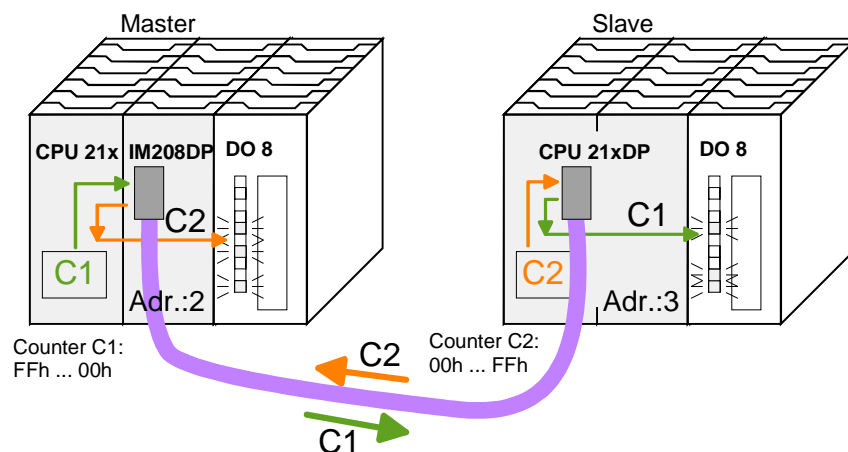 Master
Slave
CPU 21x
IM208DP
DO 8
CPU 21xDP
DO 8
C2
C1
C1
C2
Adr.:2
Adr.:3
Counter C1:
FFh ... 00h
Counter C2:
00h ... FFh
C2
C1